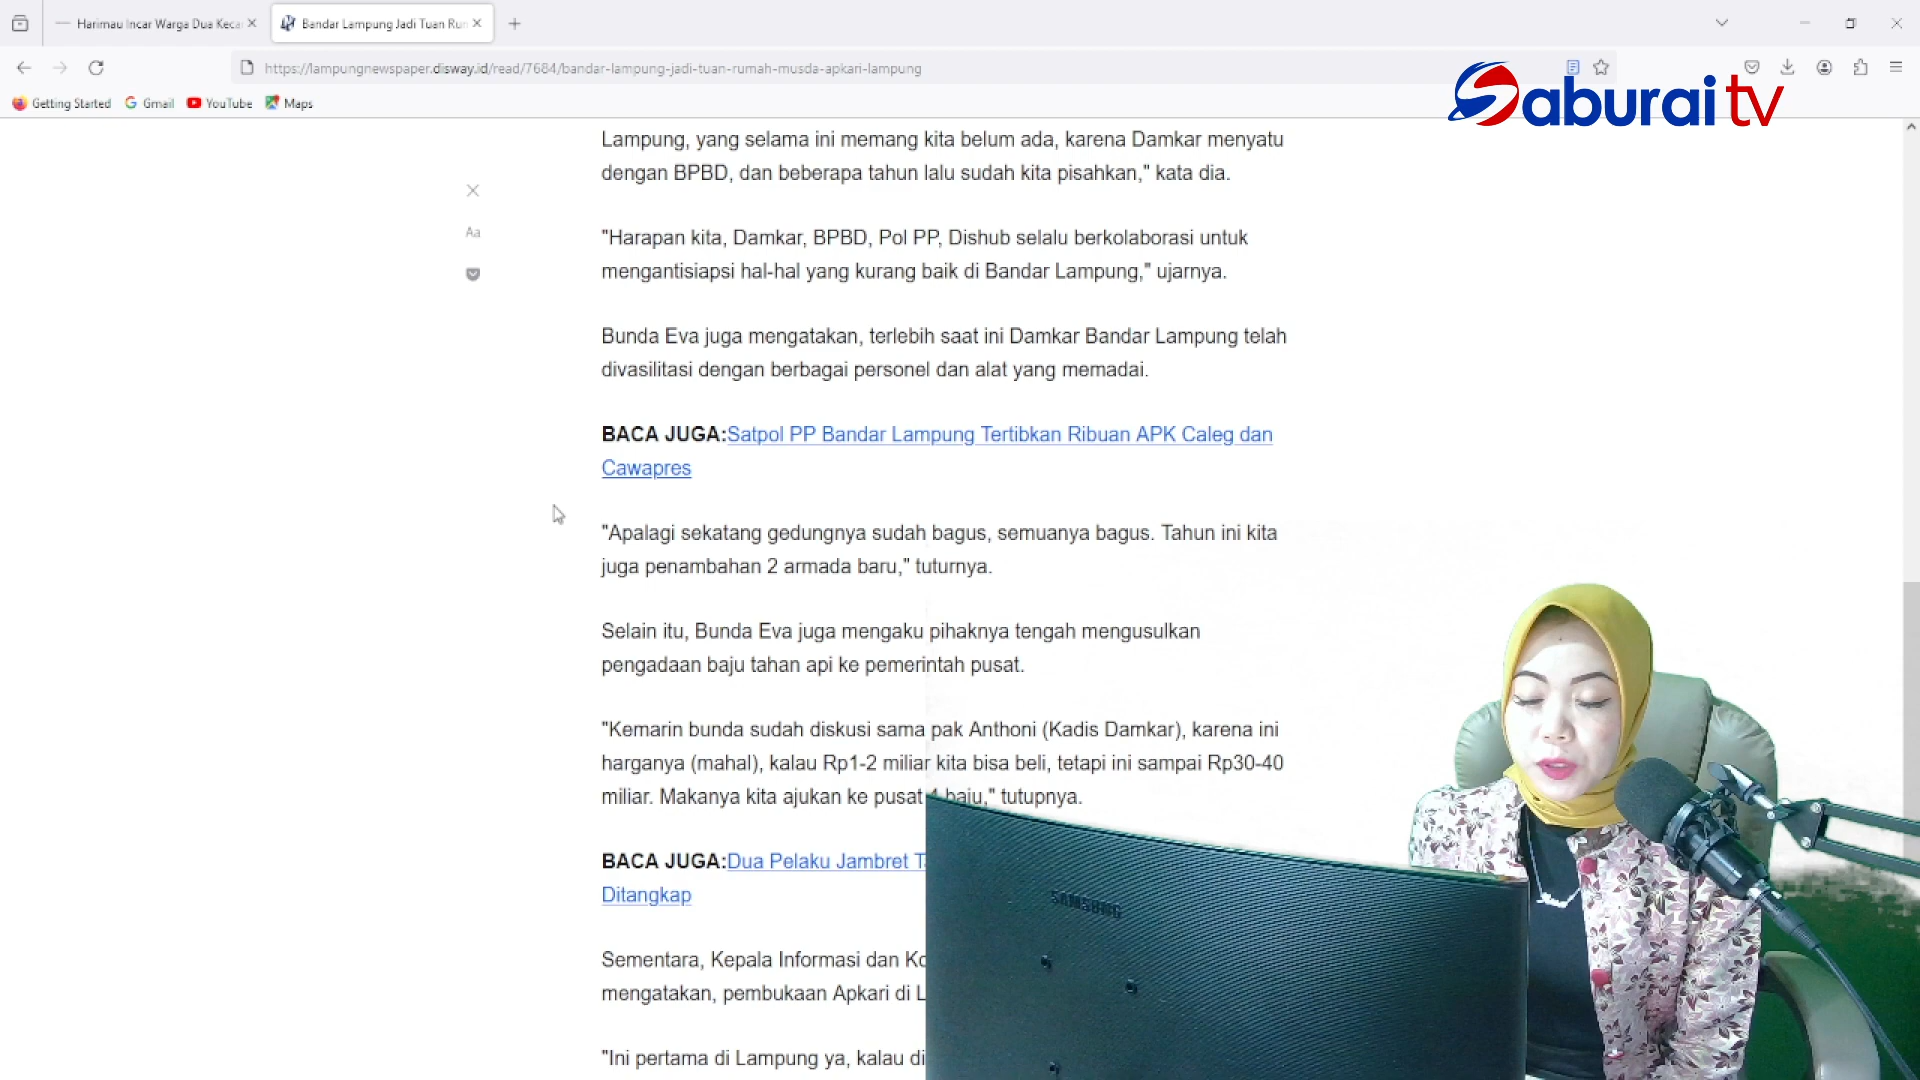 Harimau Incar Warga Dua Keca
Bandar Lampung Jadi Tuan Rum
https://lampungnewspaper.disway.id/read/7684/bandar-lampung-jadi-tuan-rumah-musda-apkari-lampung
Getting Started
Gmail
YouTube
Maps
Saburai tv
Aa
Lampung, yang selama ini memang kita belum ada, karena Damkar menyatu
dengan BPBD, dan beberapa tahun lalu sudah kita pisahkan," kata dia.
"Harapan kita, Damkar, BPBD, Pol PP, Dishub selalu berkolaborasi untuk
mengantisiapsi hal-hal yang kurang baik di Bandar Lampung," ujarnya.
Bunda Eva juga mengatakan, terlebih saat ini Damkar Bandar Lampung telah
divasilitasi dengan berbagai personel dan alat yang memadai.
BACA JUGA:Satpol PP Bandar Lampung Tertibkan Ribuan APK Caleg dan
Cawapres
"Apalagi sekatang gedungnya sudah bagus, semuanya bagus. Tahun ini kita
juga penambahan 2 armada baru," tuturnya.
Selain itu, Bunda Eva juga mengaku pihaknya tengah mengusulkan
pengadaan baju tahan api ke pemerintah pusat.
"Kemarin bunda sudah diskusi sama pak Anthoni (Kadis Damkar), karena ini
harganya (mahal), kalau Rp1-2 miliar kita bisa beli, tetapi ini sampai Rp30-40
miliar. Makanya kita ajukan ke pusat 4 baju," tutupnya.
BACA JUGA:Dua Pelaku Jambret
Ditangkap
Sementara, Kepala Informasi dan
mengatakan, pembukaan Apkari di
"Ini pertama di Lampung ya, kalau
SAMSUNG